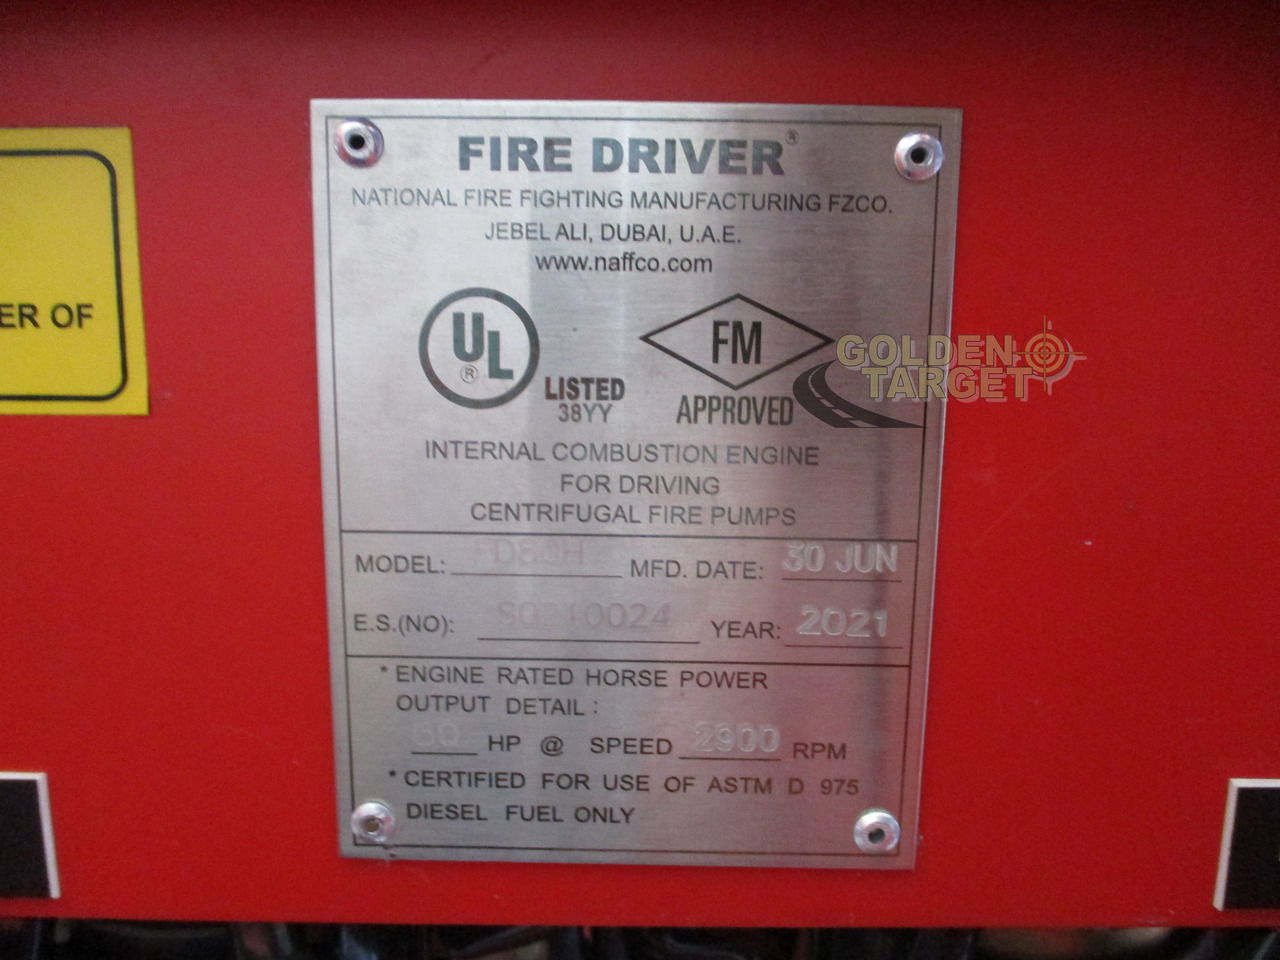 FIRE DRIVER®
NATIONAL FIRE FIGHTING MANUFACTURING FZCO.
JEBEL ALI, DUBAI, U.A.E.
www.naffco.com
UL® LISTED
38YY
FM
APPROVED
GOLDEN
TARGET
ER OF
INTERNAL COMBUSTION ENGINE
FOR DRIVING
CENTRIFUGAL FIRE PUMPS
MODEL: MFD. DATE: 30 JUN
E.S.(NO): S0210024 YEAR: 2021
* ENGINE RATED HORSE POWER
OUTPUT DETAIL :
HP @ SPEED 2900 RPM
* CERTIFIED FOR USE OF ASTM D 975
DIESEL FUEL ONLY